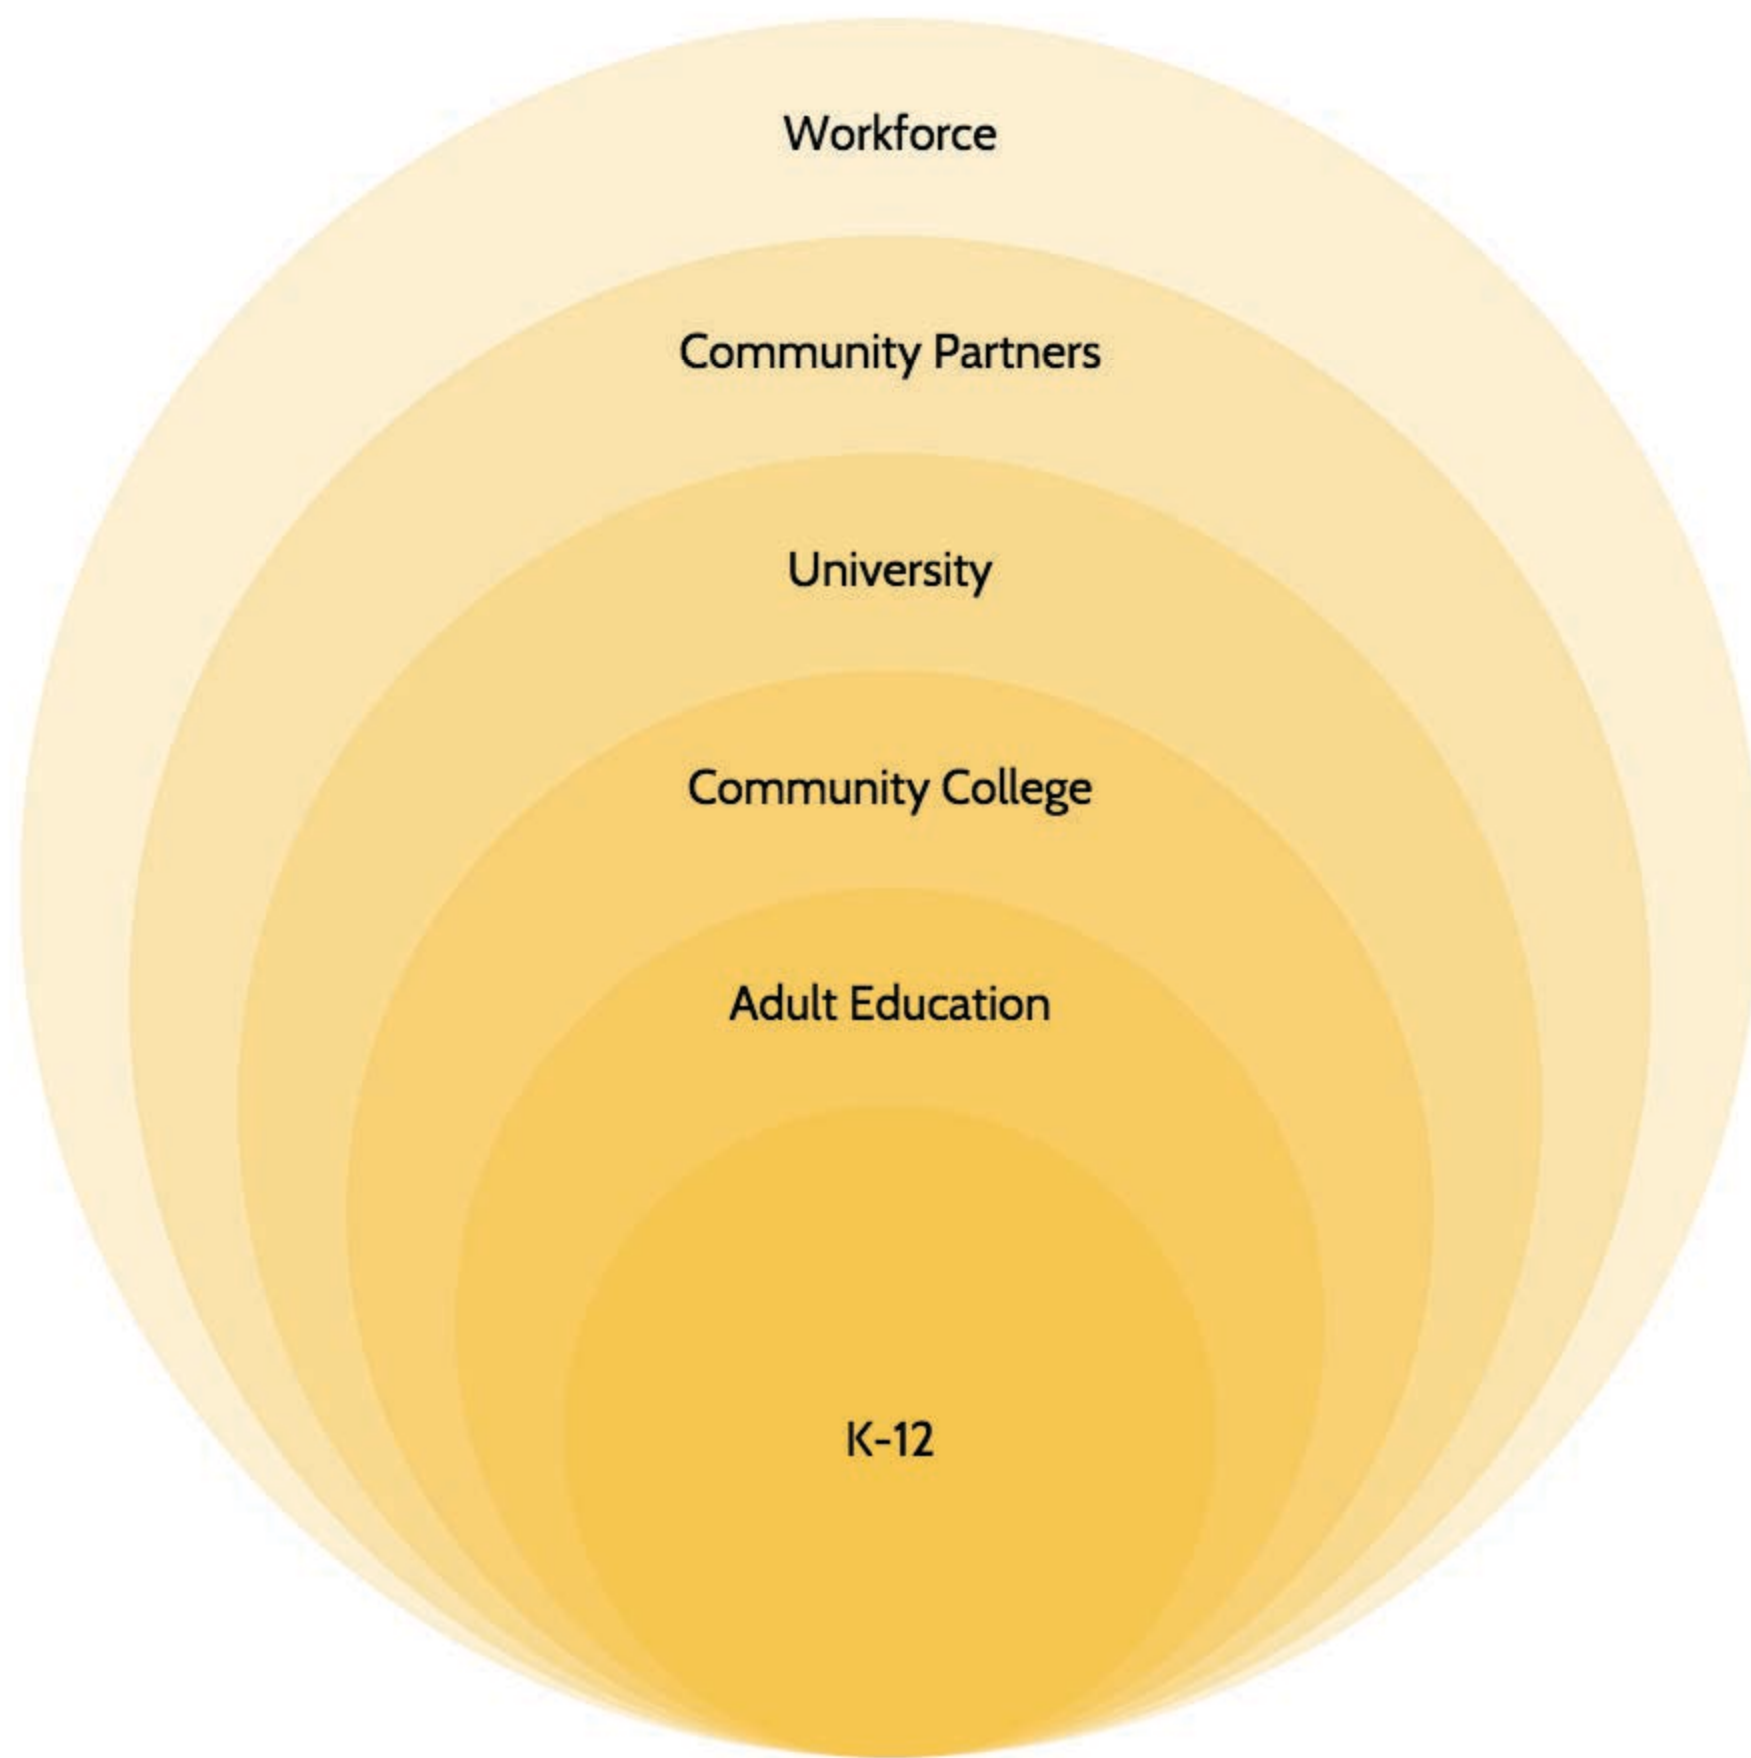 Workforce
Community Partners
University
Community College
Adult Education
K-12